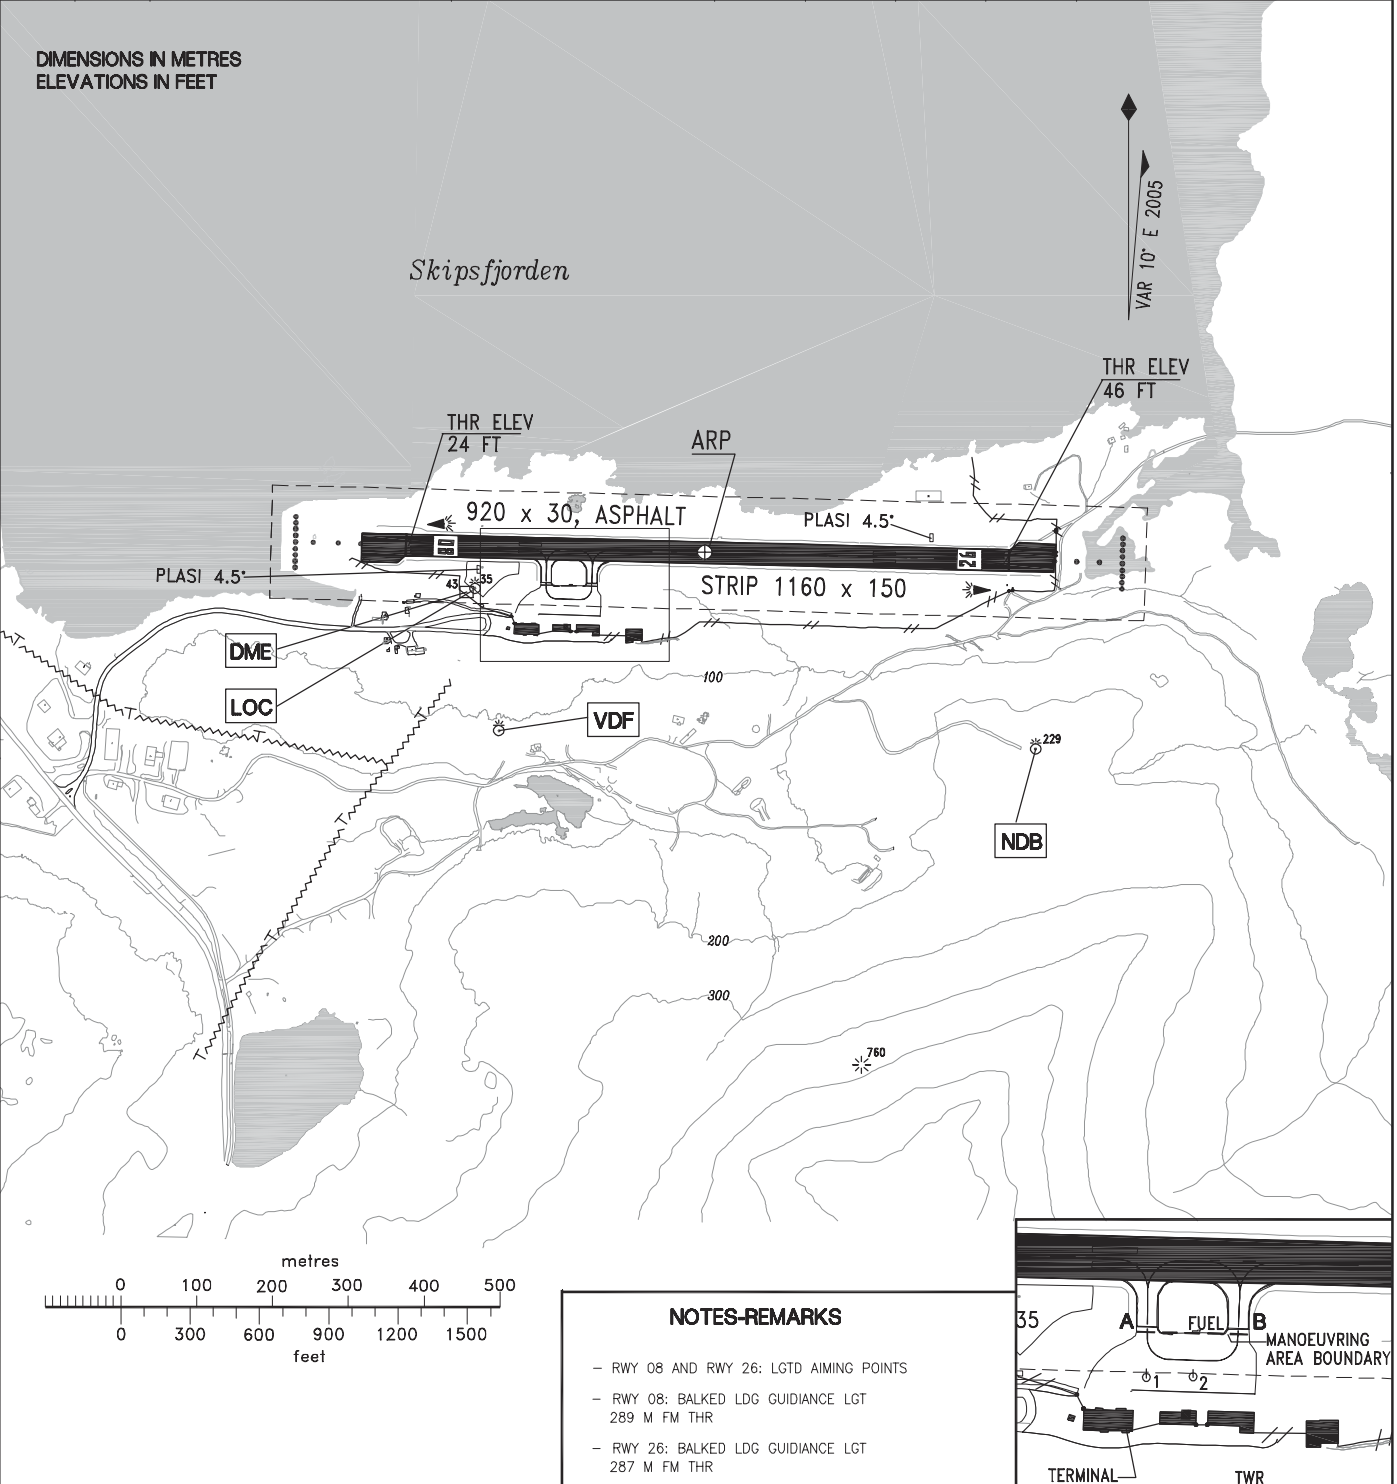 DIMENSIONS IN METRES
ELEVATIONS IN FEET
VAR 10° E 2005
Skipsfjorden
THR ELEV
46 FT
THR ELEV
24 FT
ARP
920 x 30, ASPHALT
PLASI 4.5°
08
26
PLASI 4.5°
43
35
STRIP 1160 x 150
DME
LOC
100
VDF
229
NDB
200
300
760
metres
0 100 200 300 400 500
0 300 600 900 1200 1500
feet
NOTES-REMARKS
– RWY 08 AND RWY 26: LGTD AIMING POINTS
– RWY 08: BALKED LDG GUIDIANCE LGT
289 M FM THR
– RWY 26: BALKED LDG GUIDIANCE LGT
287 M FM THR
35
A
FUEL
B
MANOEUVRING
AREA BOUNDARY
1
2
TERMINAL
TWR